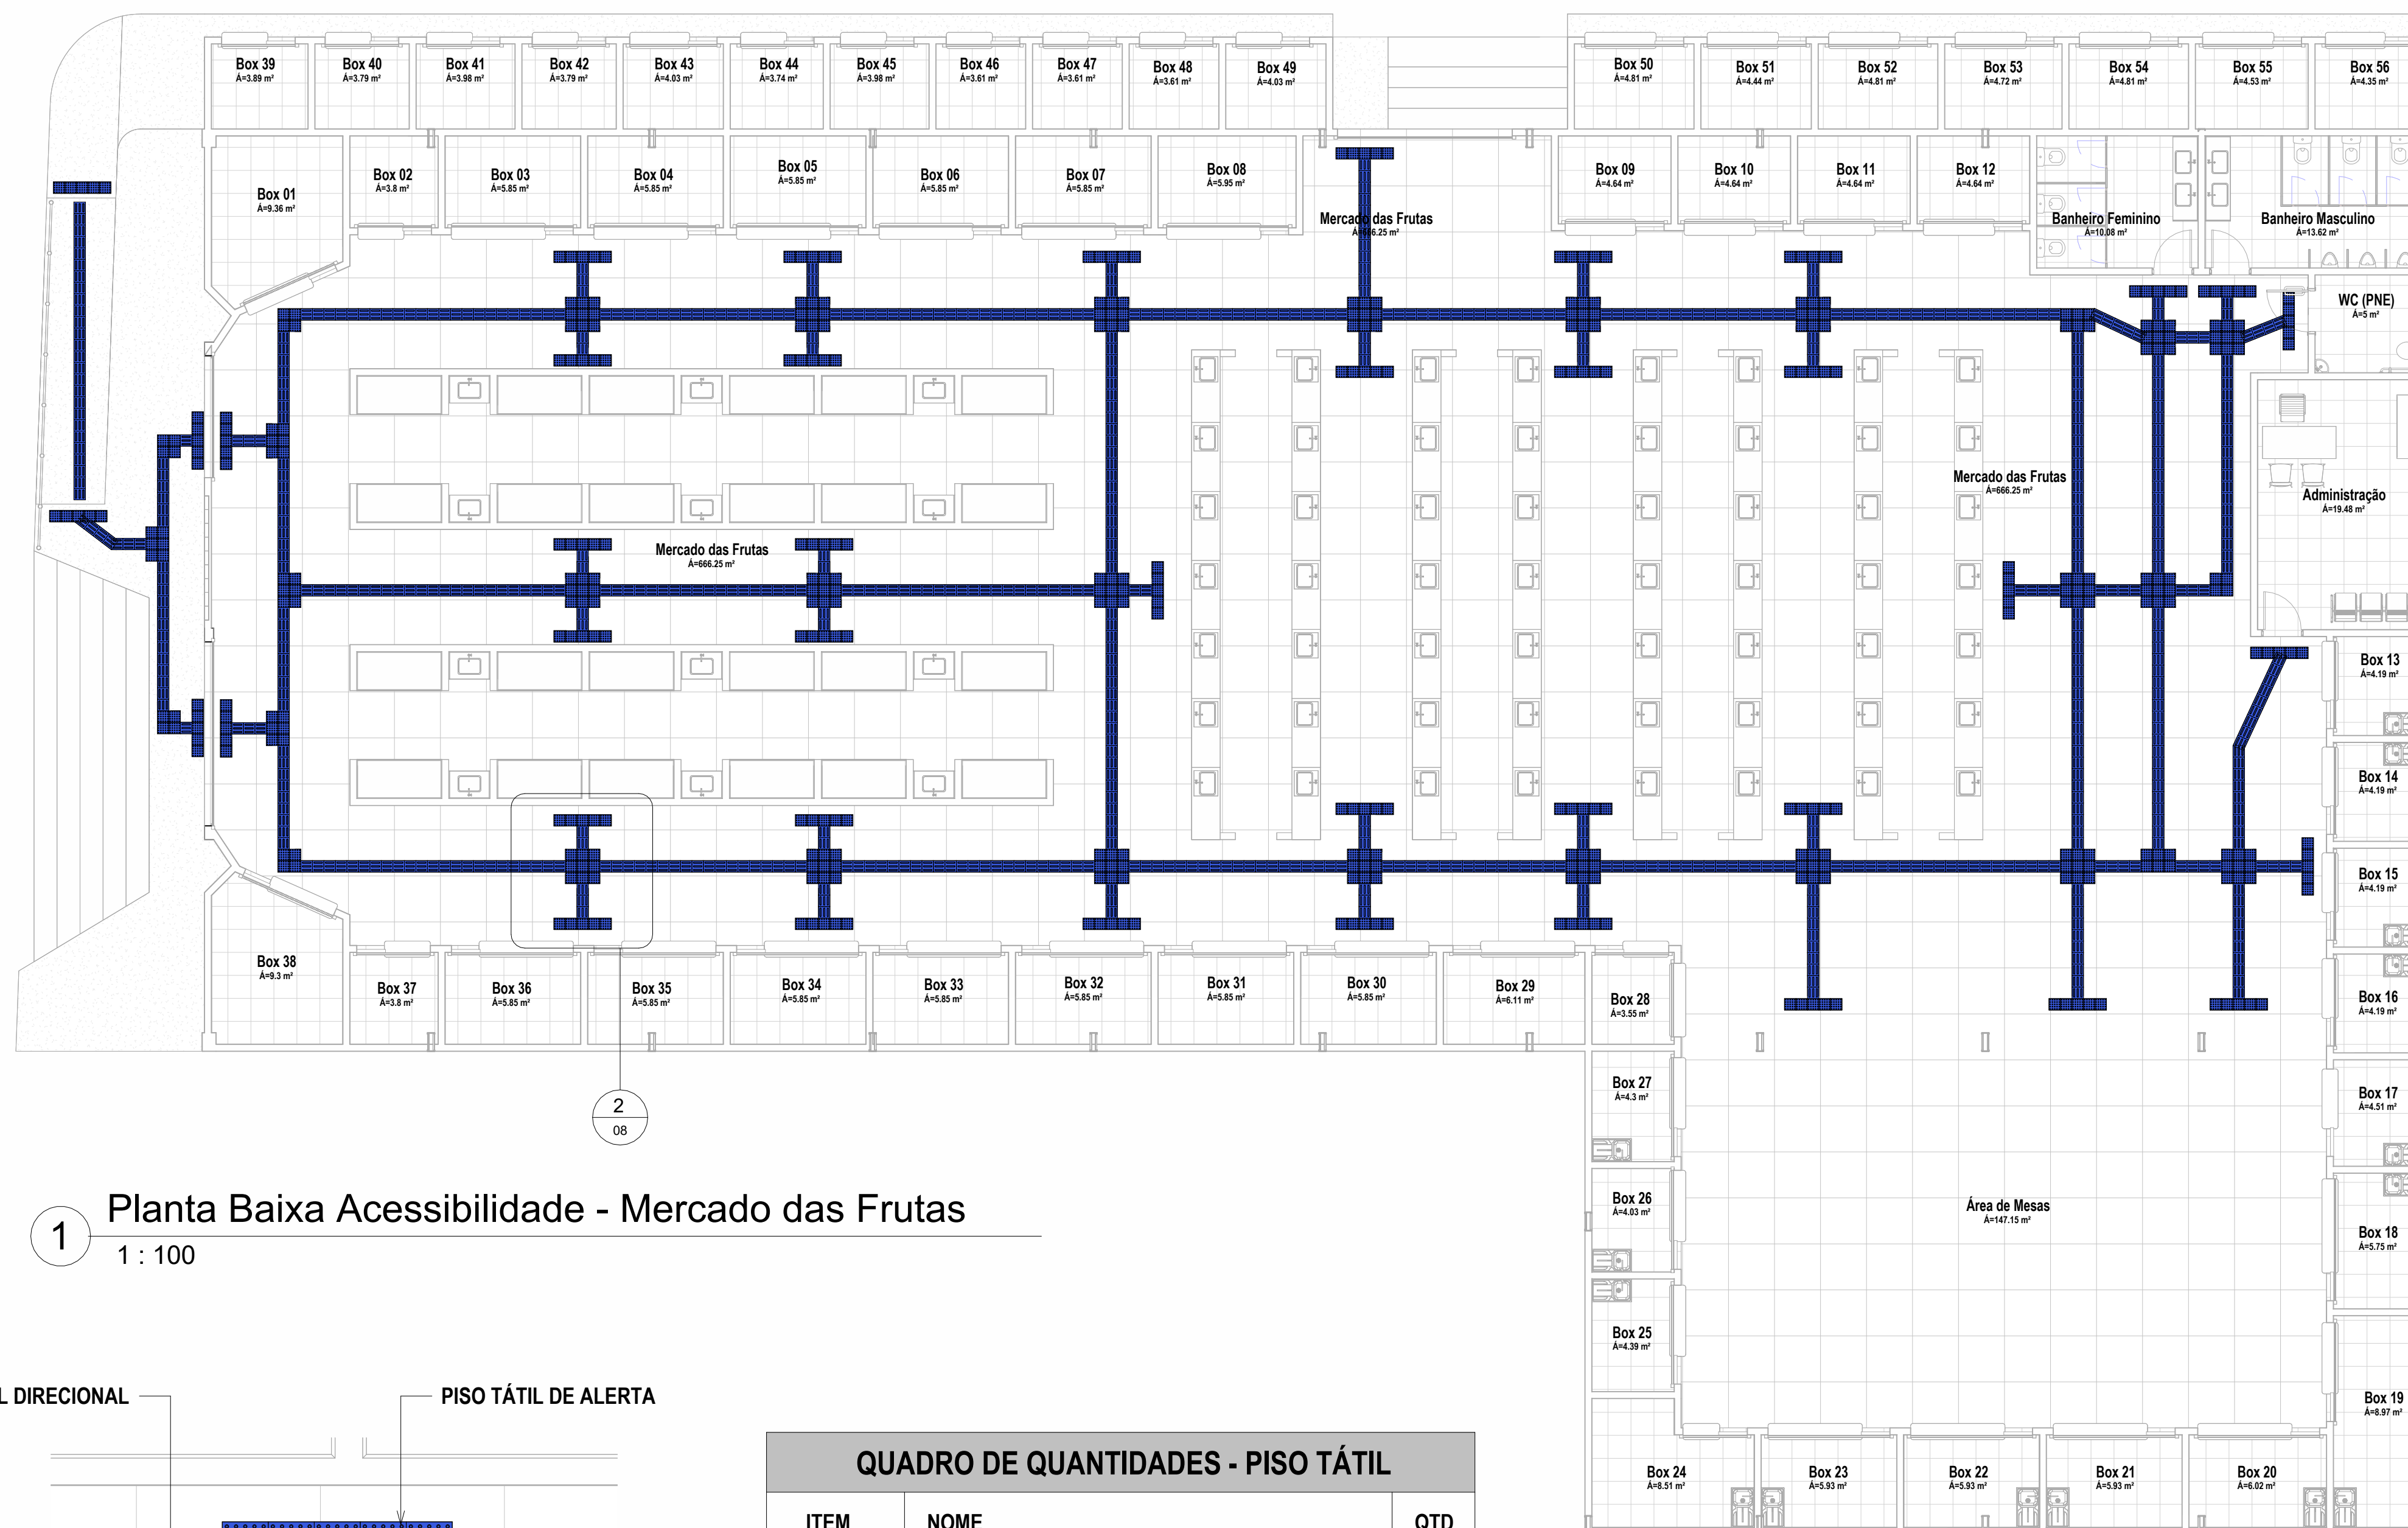 Box 39
Á=3.89 m²
Box 40
Á=3.79 m²
Box 41
Á=3.98 m²
Box 42
Á=3.79 m²
Box 43
Á=4.03 m²
Box 44
Á=3.74 m²
Box 45
Á=3.98 m²
Box 46
Á=3.61 m²
Box 47
Á=3.61 m²
Box 48
Á=3.61 m²
Box 49
Á=4.03 m²
Box 50
Á=4.81 m²
Box 51
Á=4.44 m²
Box 52
Á=4.81 m²
Box 53
Á=4.72 m²
Box 54
Á=4.81 m²
Box 55
Á=4.53 m²
Box 56
Á=4.35 m²
Box 01
Á=9.36 m²
Box 02
Á=3.8 m²
Box 03
Á=5.85 m²
Box 04
Á=5.85 m²
Box 05
Á=5.85 m²
Box 06
Á=5.85 m²
Box 07
Á=5.85 m²
Box 08
Á=5.95 m²
Mercado das Frutas
Á=666.25 m²
Box 09
Á=4.64 m²
Box 10
Á=4.64 m²
Box 11
Á=4.64 m²
Box 12
Á=4.64 m²
Banheiro Feminino
Á=10.08 m²
Banheiro Masculino
Á=13.62 m²
WC (PNE)
Á=5 m²
Mercado das Frutas
Á=666.25 m²
Administração
Á=19.48 m²
Mercado das Frutas
Á=666.25 m²
Box 13
Á=4.19 m²
Box 14
Á=4.19 m²
Box 15
Á=4.19 m²
Box 16
Á=4.19 m²
Box 38
Á=9.3 m²
Box 37
Á=3.8 m²
Box 36
Á=5.85 m²
Box 35
Á=5.85 m²
Box 34
Á=5.85 m²
Box 33
Á=5.85 m²
Box 32
Á=5.85 m²
Box 31
Á=5.85 m²
Box 30
Á=5.85 m²
Box 29
Á=6.11 m²
Box 28
Á=3.55 m²
Box 27
Á=4.3 m²
Box 17
Á=4.51 m²
2
08
Box 26
Á=4.03 m²
Área de Mesas
Á=147.15 m²
Box 18
Á=5.75 m²
1
Planta Baixa Acessibilidade - Mercado das Frutas
1 : 100
Box 25
Á=4.39 m²
Box 19
Á=8.97 m²
L DIRECIONAL
PISO TÁTIL DE ALERTA
QUADRO DE QUANTIDADES - PISO TÁTIL
ITEM NOME QTD
Box 24
Á=8.51 m²
Box 23
Á=5.93 m²
Box 22
Á=5.93 m²
Box 21
Á=5.93 m²
Box 20
Á=6.02 m²